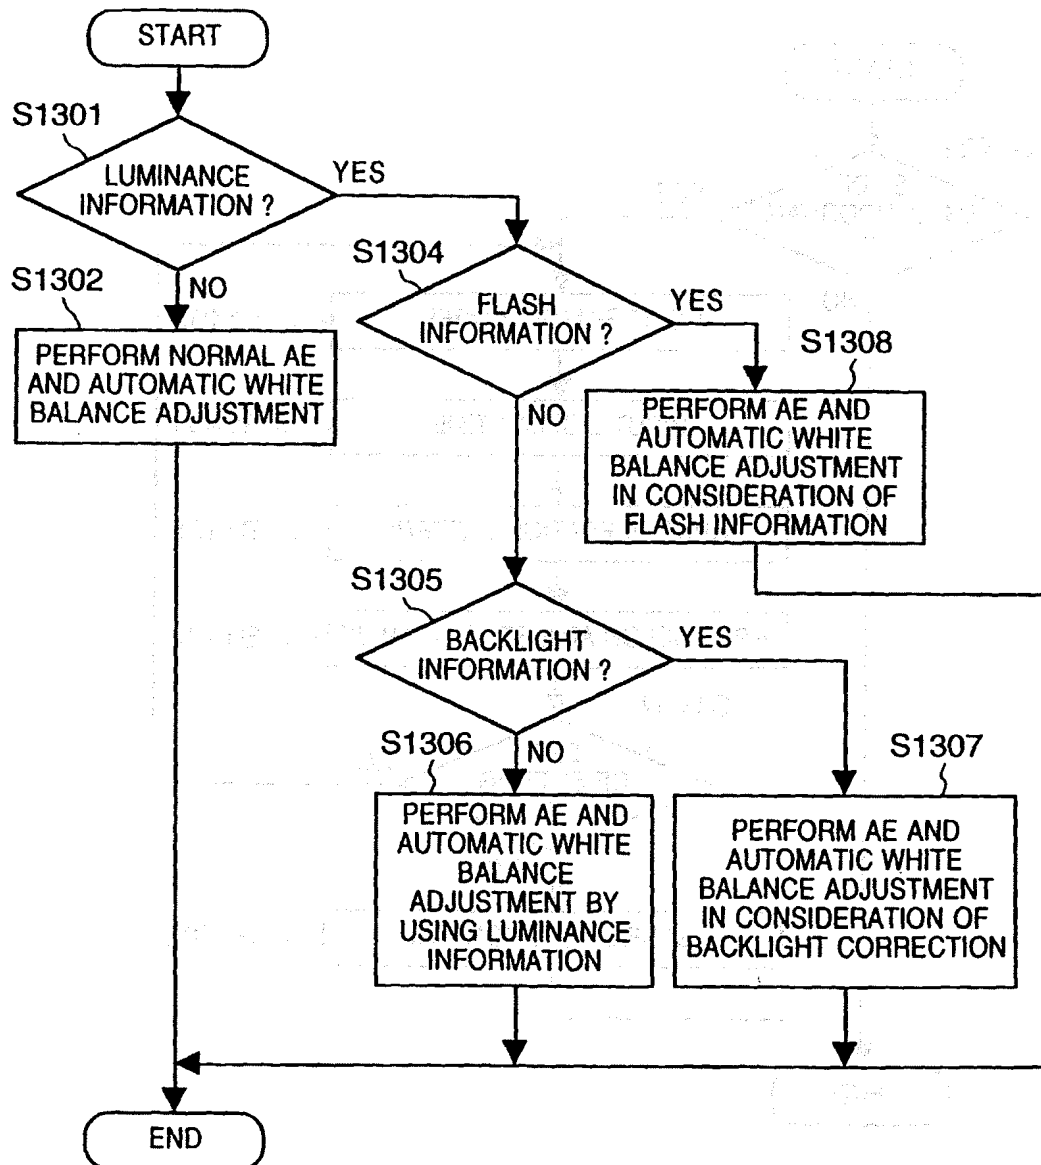 START
S1301
LUMINANCE
INFORMATION ?
YES
NO
S1302
PERFORM NORMAL AE
AND AUTOMATIC WHITE
BALANCE ADJUSTMENT
S1304
FLASH
INFORMATION ?
YES
NO
S1308
PERFORM AE AND
AUTOMATIC WHITE
BALANCE ADJUSTMENT
IN CONSIDERATION OF
FLASH INFORMATION
S1305
BACKLIGHT
INFORMATION ?
YES
NO
S1306
PERFORM AE AND
AUTOMATIC WHITE
BALANCE
ADJUSTMENT BY
USING LUMINANCE
INFORMATION
S1307
PERFORM AE AND
AUTOMATIC WHITE
BALANCE ADJUSTMENT
IN CONSIDERATION OF
BACKLIGHT CORRECTION
END